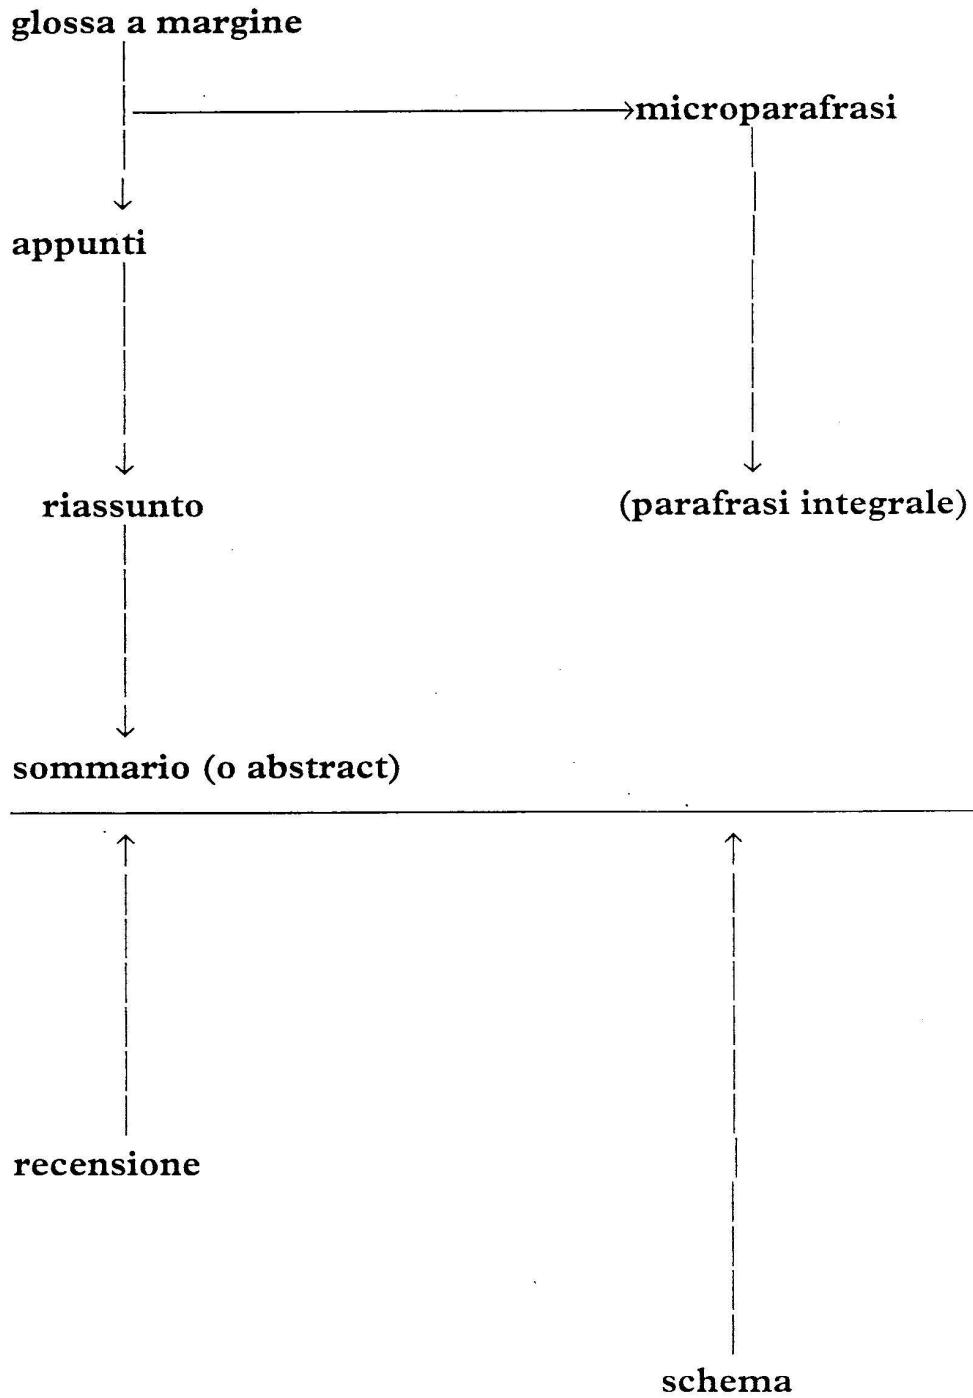 glossa a margine
microparafrasi
appunti
riassunto
(parafrasi integrale)
sommario (o abstract)
recensione
schema